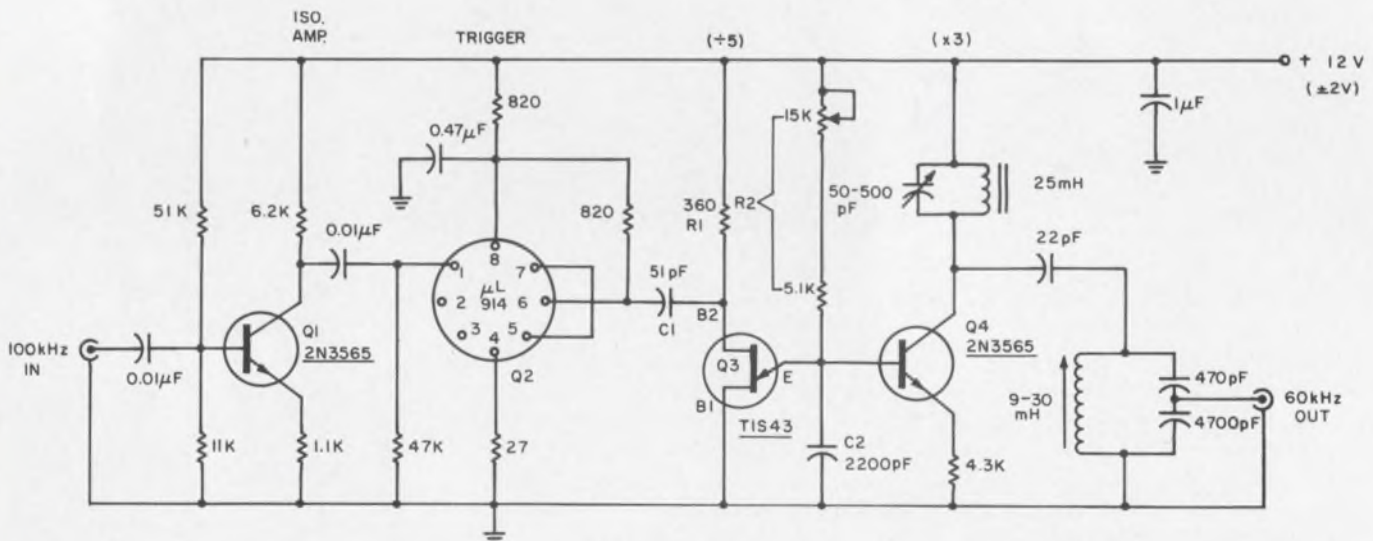 ISO.
AMP.
TRIGGER
(÷5)
(x3)
+ 12V
(±2V)
820
0.47µF
1µF
15K
51K
6.2K
820
360
R1
R2
50-500
pF
25mH
0.01µF
22pF
8
1
7
µL
914
2
6
51pF
C1
B2
5.1K
3
5
4
Q2
Q1
2N3565
Q3
E
B1
TIS43
Q4
2N3565
100kHz
IN
0.01µF
9-30
mH
470pF
4700pF
60kHz
OUT
11K
1.1K
47K
27
C2
2200pF
4.3K